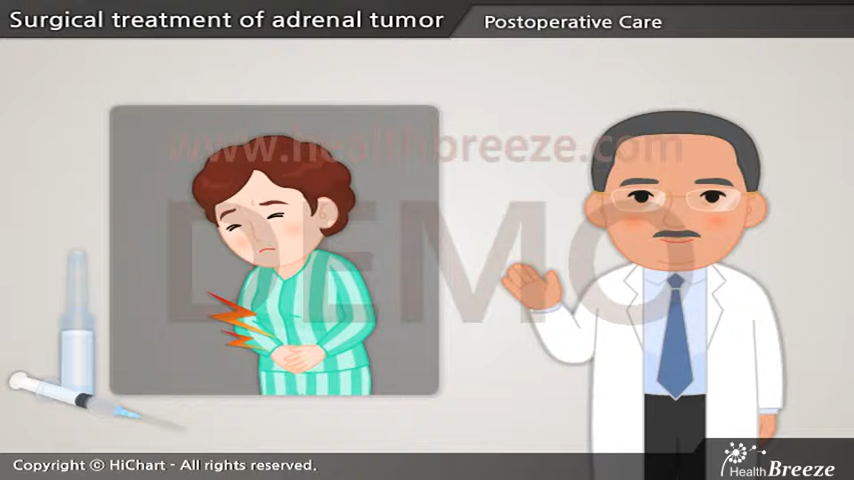 Surgical treatment of adrenal tumor
Postoperative Care
www.healthbreeze.com
DEMO
Copyright © HiChart - All rights reserved.
Health Breeze